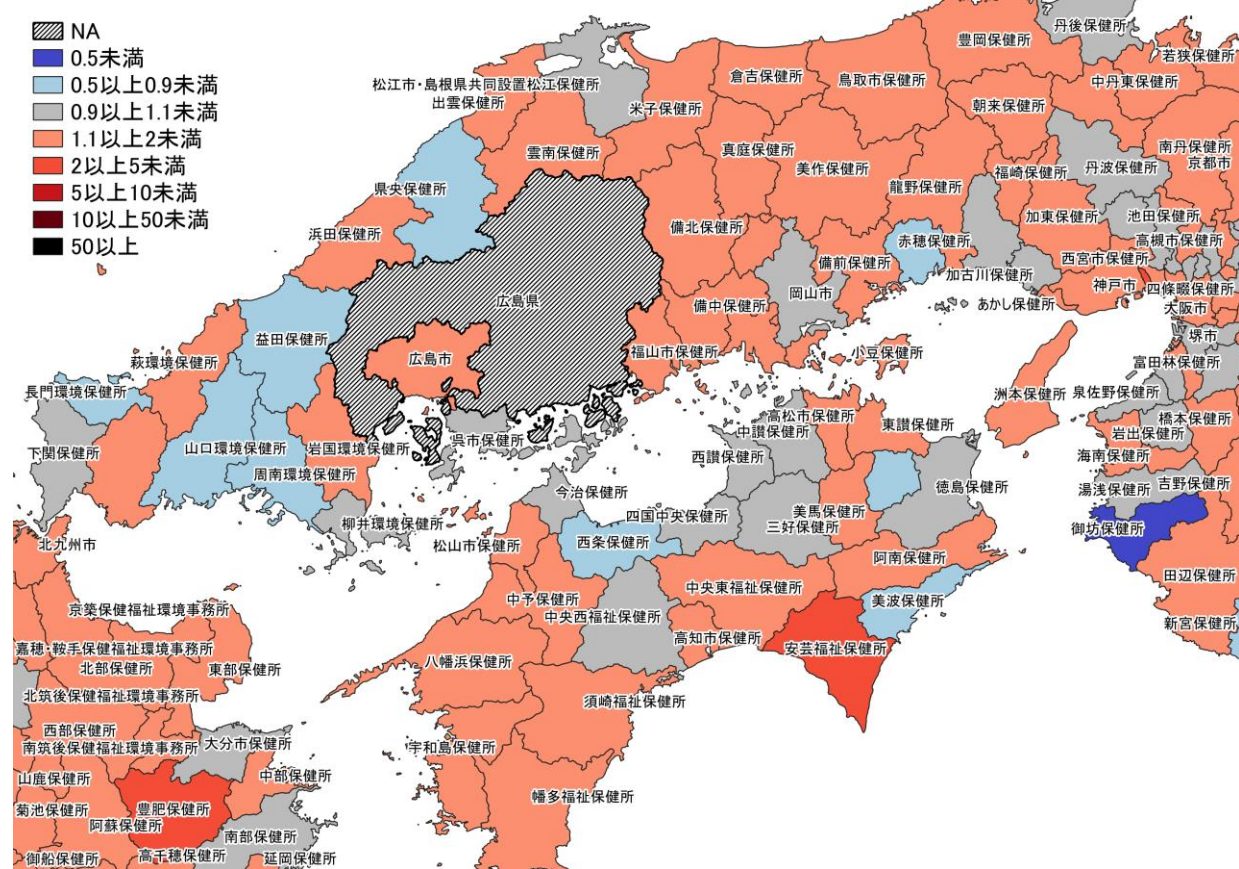 NA
0.5未満
0.5以上0.9未満
0.9以上1.1未満
1.1以上2未満
2以上5未満
5以上10未満
10以上50未満
50以上
丹後保健所
豊岡保健所
若狭保健所
松江市・島根県共同設置松江保健所
倉吉保健所
鳥取市保健所
中丹東保健所
出雲保健所
米子保健所
朝来保健所
雲南保健所
真庭保健所
美作保健所
南丹保健所
京都市
県央保健所
龍野保健所
福崎保健所
丹波保健所
浜田保健所
備北保健所
加東保健所
池田保健所
赤穂保健所
高槻市保健所
備前保健所
西宮市保健所
加古川保健所
神戸市
四條畷保健所
広島県
岡山市
備中保健所
あかし保健所
大阪市
益田保健所
堺市
萩環境保健所
広島市
福山市保健所
小豆保健所
富田林保健所
長門環境保健所
洲本保健所
泉佐野保健所
高松市保健所
橋本保健所
中讃保健所
東讃保健所
岩出保健所
呉市保健所
下関保健所
山口環境保健所
岩国環境保健所
西讃保健所
海南保健所
周南環境保健所
徳島保健所
湯浅保健所
吉野保健所
今治保健所
四国中央保健所
美馬保健所
柳井環境保健所
三好保健所
御坊保健所
北九州市
松山市保健所
西条保健所
阿南保健所
田辺保健所
中央東福祉保健所
中予保健所
美波保健所
京築保健福祉環境事務所
中央西福祉保健所
新宮保健所
高知市保健所
嘉穂・鞍手保健福祉環境事務所
安芸福祉保健所
北部保健所
東部保健所
八幡浜保健所
北筑後保健福祉環境事務所
須崎福祉保健所
西部保健所
大分市保健所
南筑後保健福祉環境事務所
宇和島保健所
山鹿保健所
中部保健所
幡多福祉保健所
菊池保健所
豊肥保健所
阿蘇保健所
南部保健所
御船保健所
高千穂保健所
延岡保健所